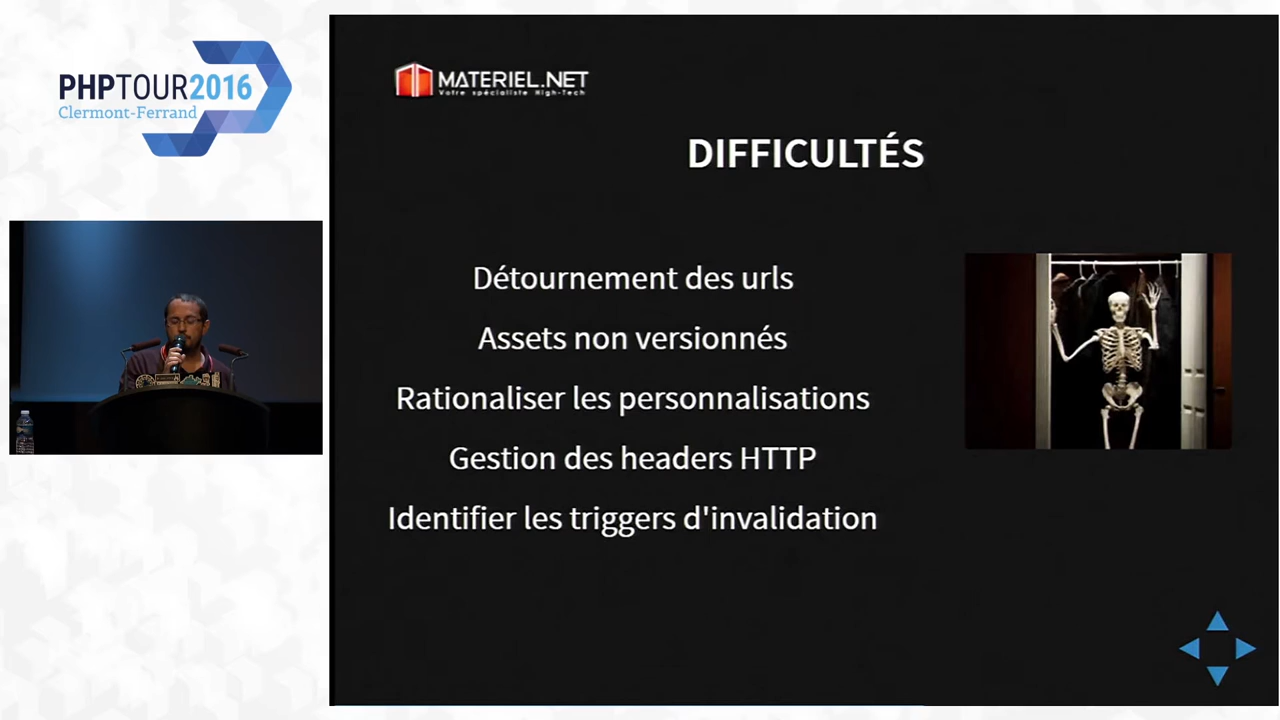 PHPTOUR2016
Clermont-Ferrand
MATERIEL.NET
Votre spécialiste High-Tech
DIFFICULTÉS
Détournement des urls
Assets non versionnés
Rationaliser les personnalisations
Gestion des headers HTTP
Identifier les triggers d'invalidation